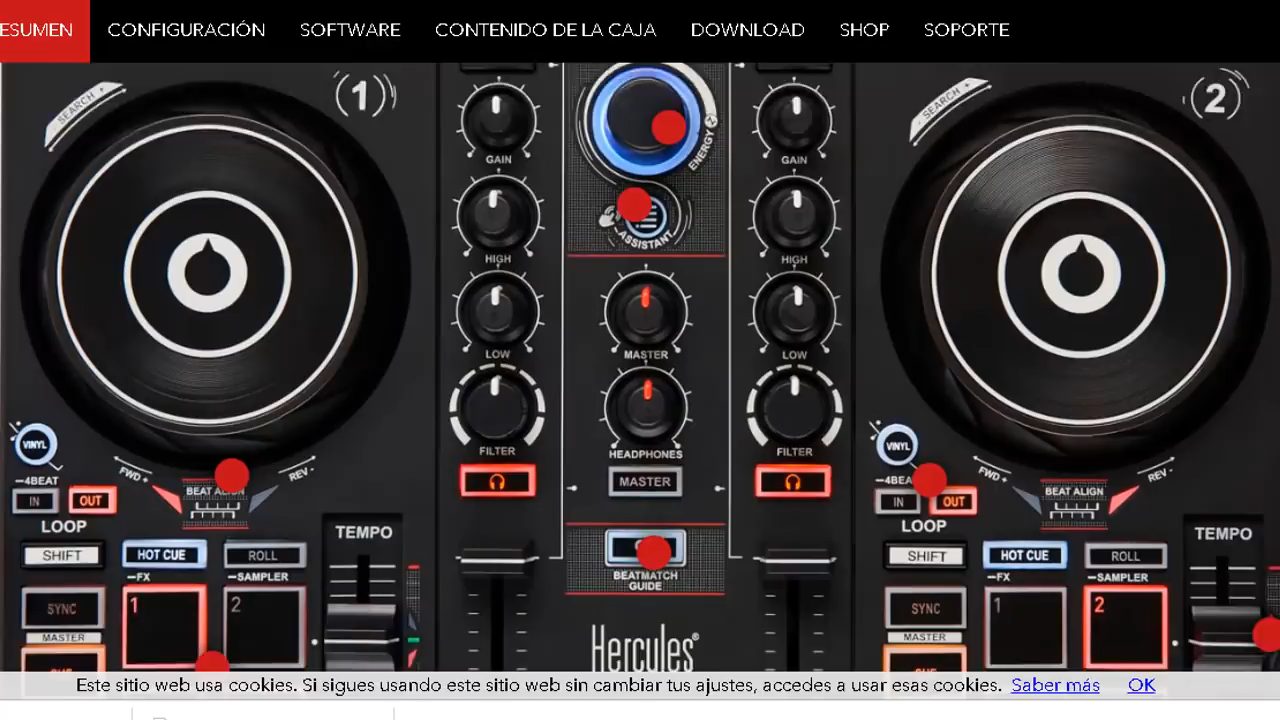 ESUMEN CONFIGURACIÓN SOFTWARE CONTENIDO DE LA CAJA DOWNLOAD SHOP SOPORTE
SEARCH + (1) SEARCH + 2
GAIN ENERGY GAIN
HIGH ASSISTANT HIGH
LOW MASTER LOW
FILTER HEADPHONES FILTER
VINYL MASTER VINYL
FWD + REV - FWD + REV -
4BEAT BEAT ALIGN 4BEAT BEAT ALIGN
IN OUT IN OUT
LOOP TEMPO LOOP TEMPO
SHIFT HOT CUE ROLL SHIFT HOT CUE ROLL
FX SAMPLER BEATMATCH GUIDE FX SAMPLER
SYNC 1 2 SYNC 1 2
MASTER Hercules® MASTER
Este sitio web usa cookies. Si sigues usando este sitio web sin cambiar tus ajustes, accedes a usar esas cookies. Saber más OK